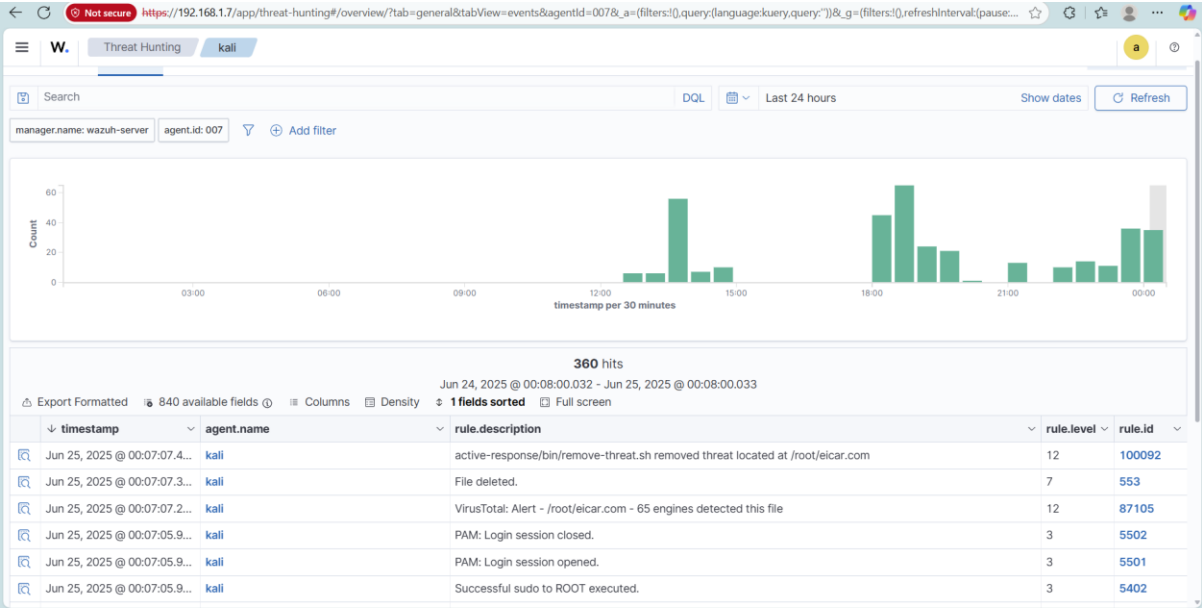 Not secure https://192.168.1.7/app/threat-hunting#/overview/?tab=general&tabView=events&agentId=007&_a=(filters:!(),query:(language:kuery,query:''))&_g=(filters:!(),refreshInterval:(pause:...
W. Threat Hunting kali a
Search DQL Last 24 hours Show dates Refresh
manager.name: wazuh-server agent.id: 007 Add filter
60
40
20
0
Count
03:00 06:00 09:00 12:00 15:00 18:00 21:00 00:00
timestamp per 30 minutes
360 hits
Jun 24, 2025 @ 00:08:00.032 - Jun 25, 2025 @ 00:08:00.033
Export Formatted 840 available fields Columns Density 1 fields sorted Full screen
timestamp agent.name rule.description rule.level rule.id
Jun 25, 2025 @ 00:07:07.4... kali active-response/bin/remove-threat.sh removed threat located at /root/eicar.com 12 100092
Jun 25, 2025 @ 00:07:07.3... kali File deleted. 7 553
Jun 25, 2025 @ 00:07:07.2... kali VirusTotal: Alert - /root/eicar.com - 65 engines detected this file 12 87105
Jun 25, 2025 @ 00:07:05.9... kali PAM: Login session closed. 3 5502
Jun 25, 2025 @ 00:07:05.9... kali PAM: Login session opened. 3 5501
Jun 25, 2025 @ 00:07:05.9... kali Successful sudo to ROOT executed. 3 5402